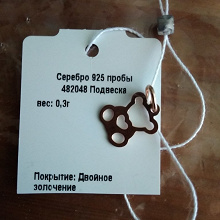 Серебро 925 пробы
482048 Подвеска
вес: 0,3г
Покрытие: Двойное
золочение